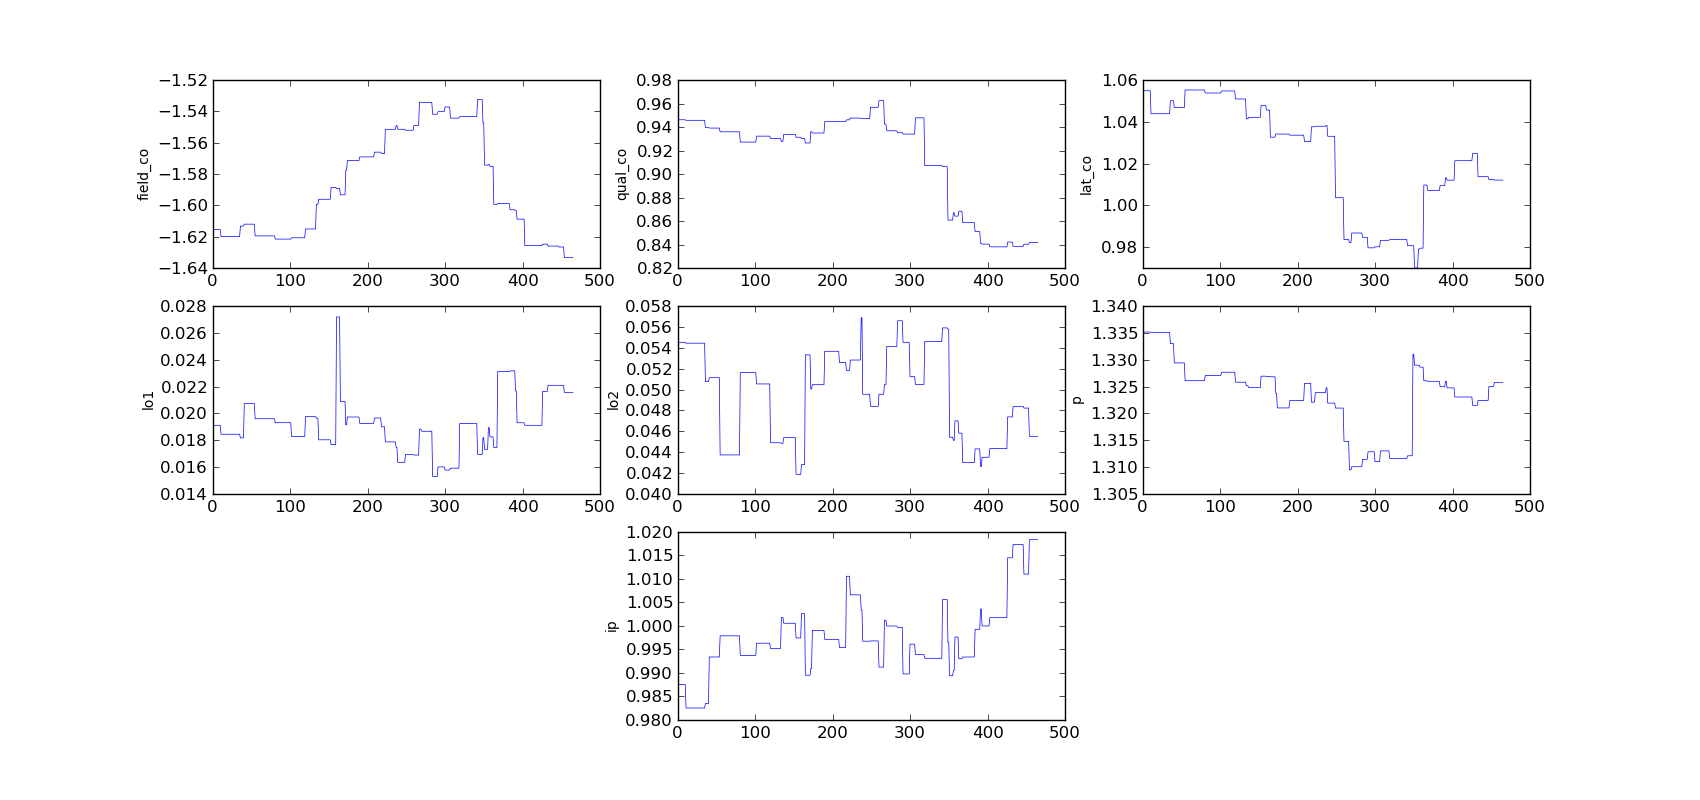 −1.52 0.98 1.06
−1.54 0.96
−1.56 0.94 1.04
−1.58 0.92 1.02
field_co qual_co lat_co
0.90
−1.60 0.88 1.00
0.86
−1.62 0.84 0.98
−1.64 0.82
0 100 200 300 400 500 0 100 200 300 400 500 0 100 200 300 400 500
0.028 0.058 1.340
0.026 0.056 1.335
0.024 0.054 1.330
0.022 0.052 1.325
lo1 0.050 p
0.020 lo2 0.048 1.320
0.018 0.046 1.315
0.016 0.044 1.310
0.042
0.014 0.040 1.305
0 100 200 300 400 500 0 100 200 300 400 500 0 100 200 300 400 500
1.020
1.015
1.010
1.005
ip 1.000
0.995
0.990
0.985
0.980
0 100 200 300 400 500